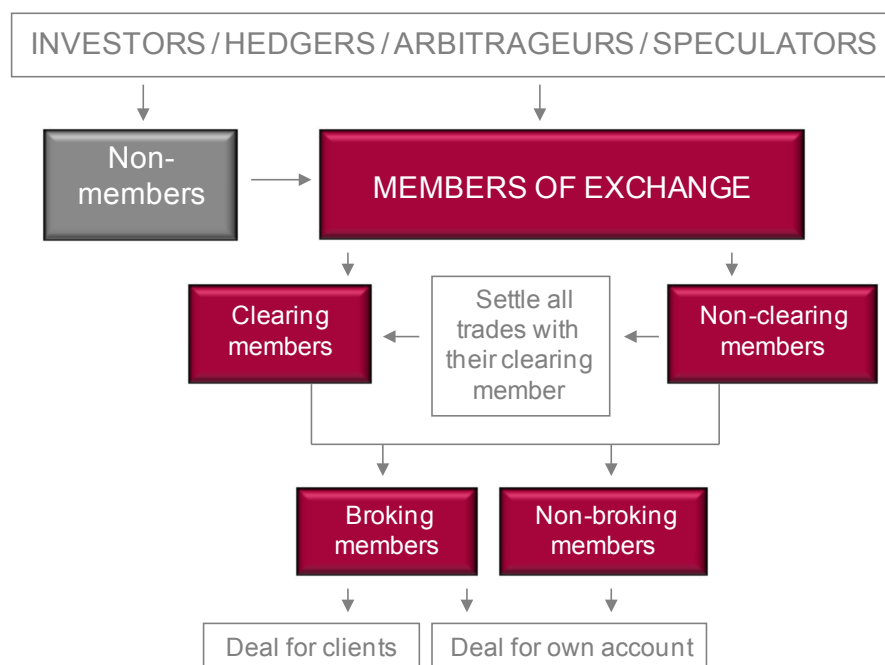 INVESTORS / HEDGERS / ARBITRAGEURS / SPECULATORS
Non-
members
MEMBERS OF EXCHANGE
Clearing
members
Settle all
trades with
their clearing
member
Non-clearing
members
Broking
members
Non-broking
members
Deal for clients
Deal for own account